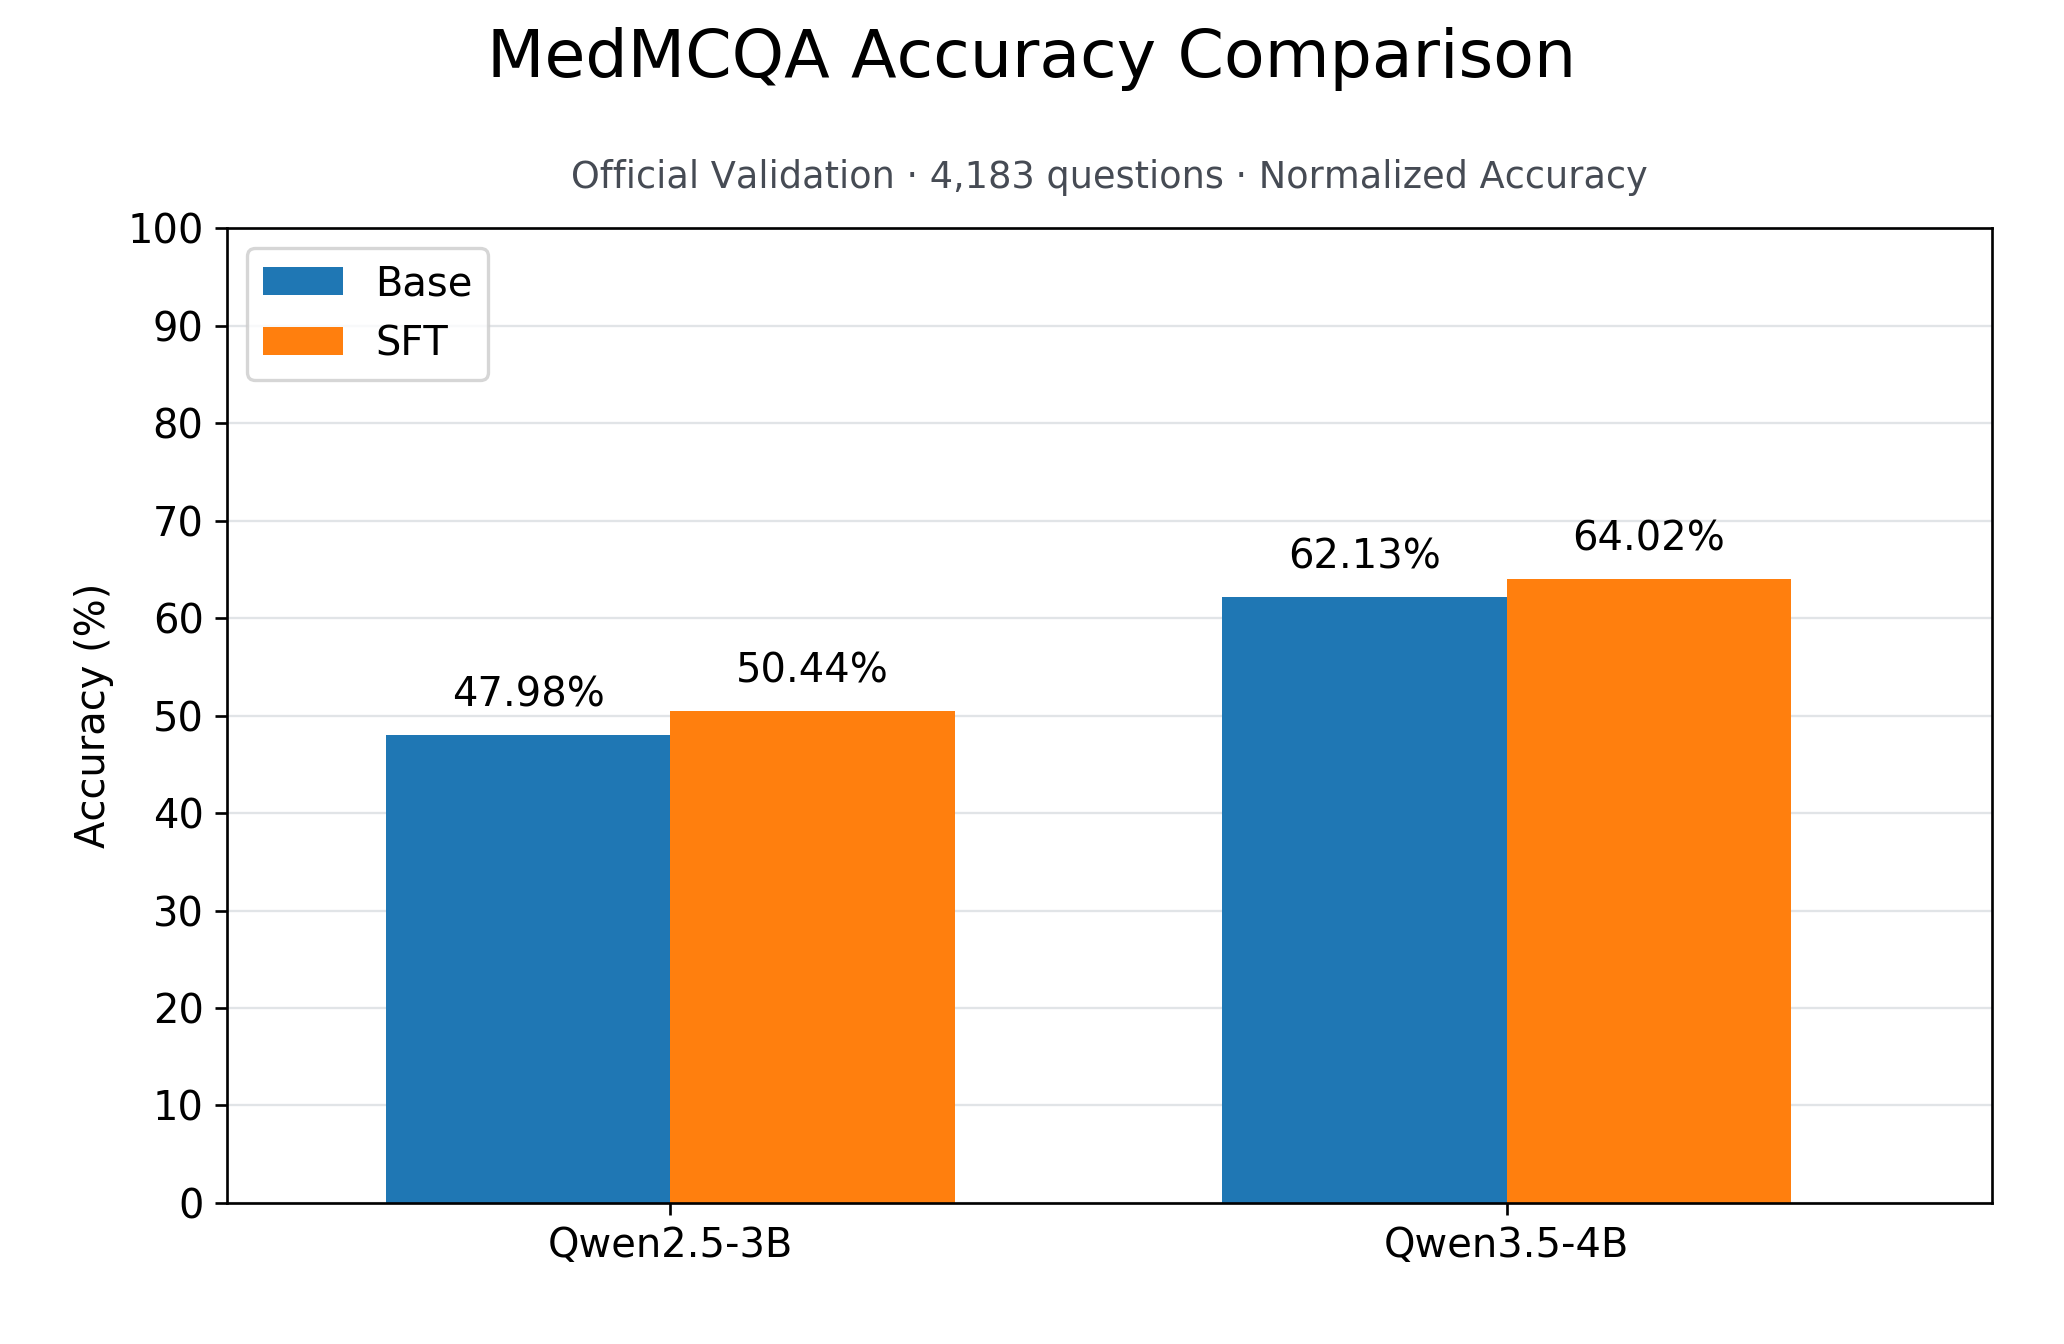 MedMCQA Accuracy Comparison
Official Validation · 4,183 questions · Normalized Accuracy
100
90
80
70
60
50
40
30
20
10
0
Accuracy (%)
Base
SFT
47.98%
50.44%
62.13%
64.02%
Qwen2.5-3B
Qwen3.5-4B